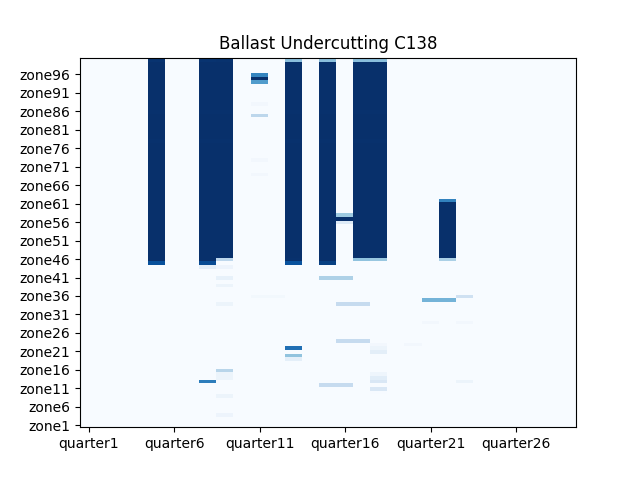 Ballast Undercutting C138
zone96
zone91
zone86
zone81
zone76
zone71
zone66
zone61
zone56
zone51
zone46
zone41
zone36
zone31
zone26
zone21
zone16
zone11
zone6
zone1
quarter1 quarter6 quarter11 quarter16 quarter21 quarter26